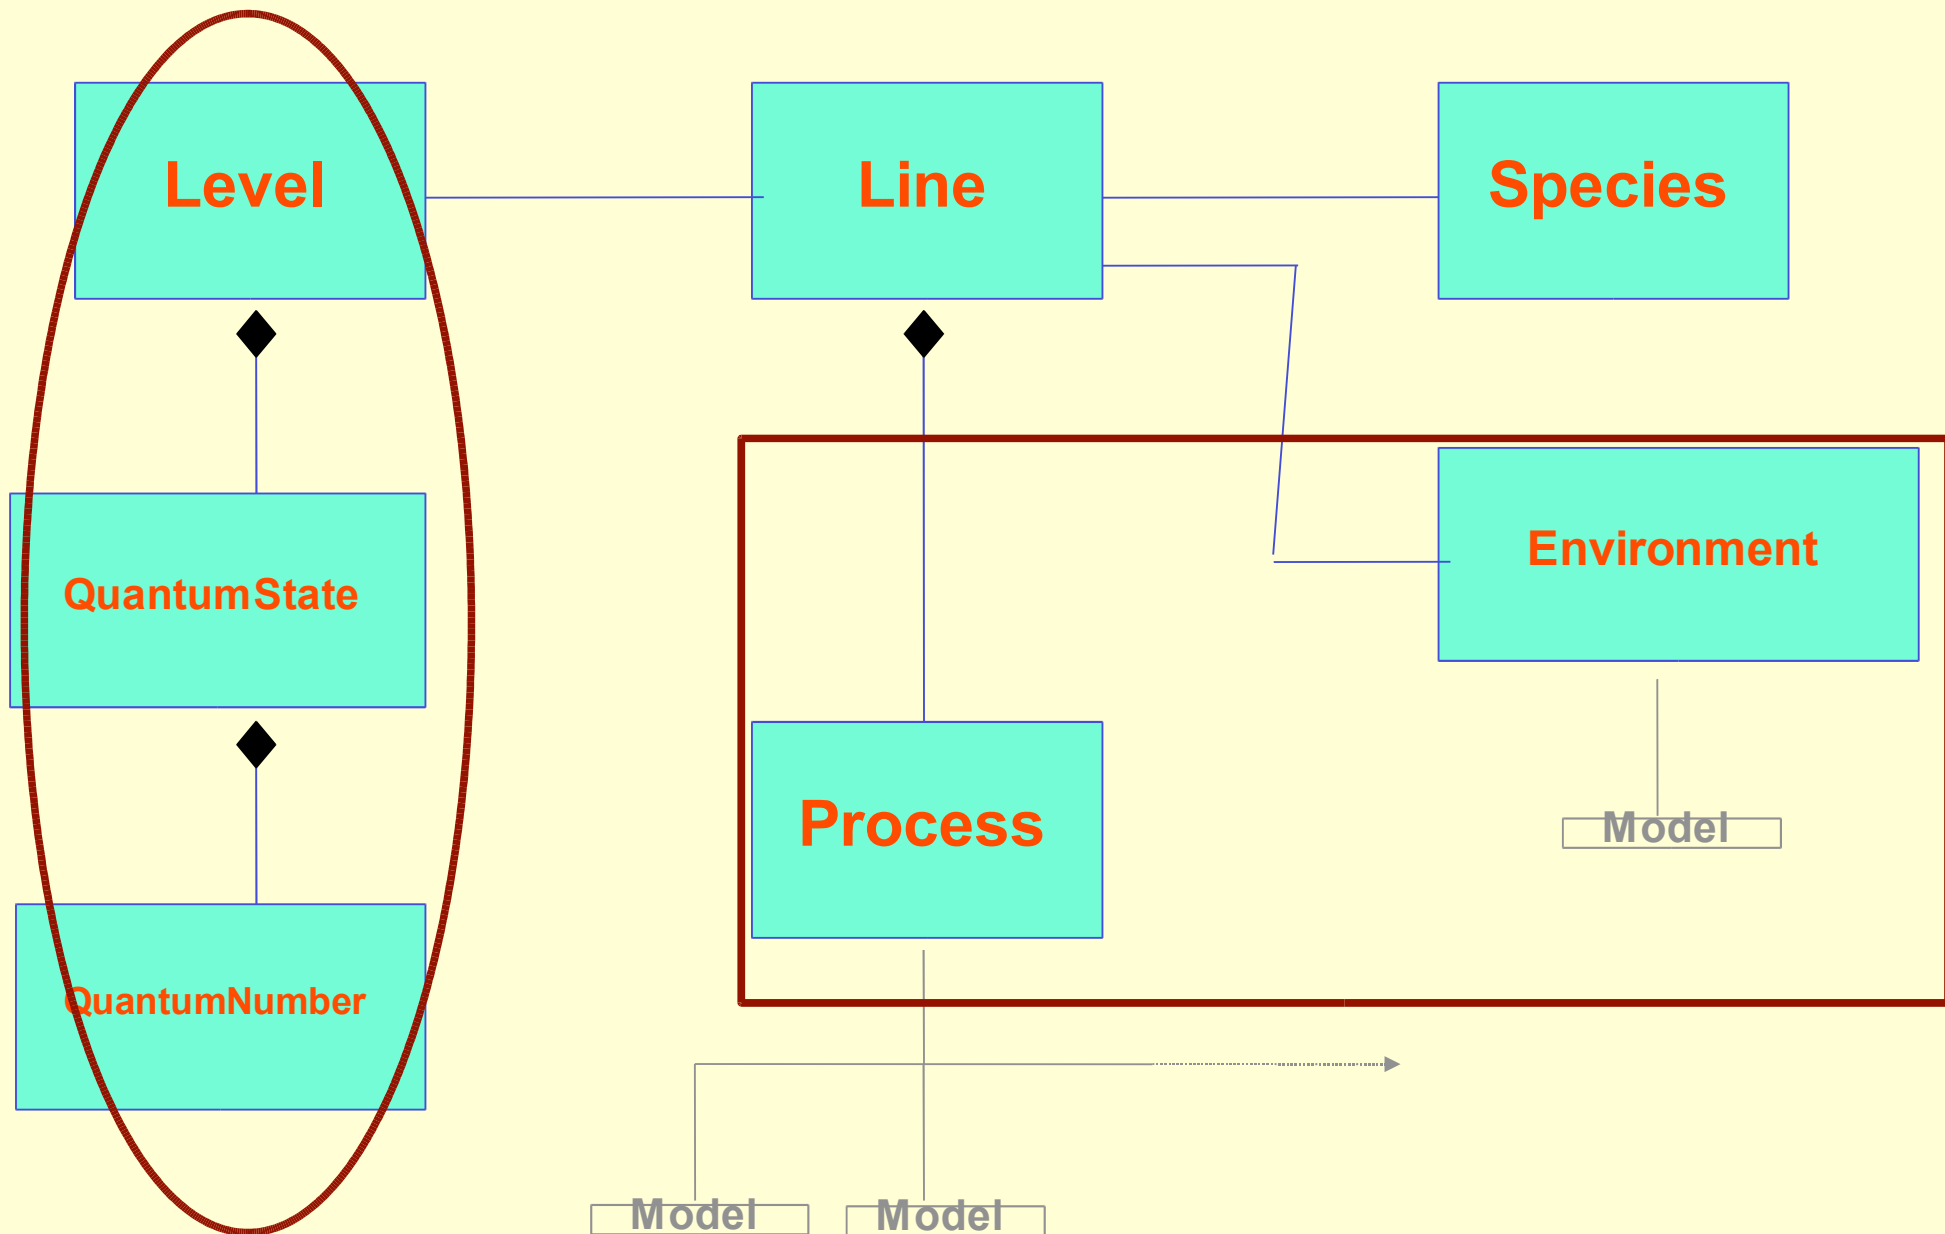 Level
Line
Species
Environment
QuantumState
Process
Model
QuantumNumber
Model
Model